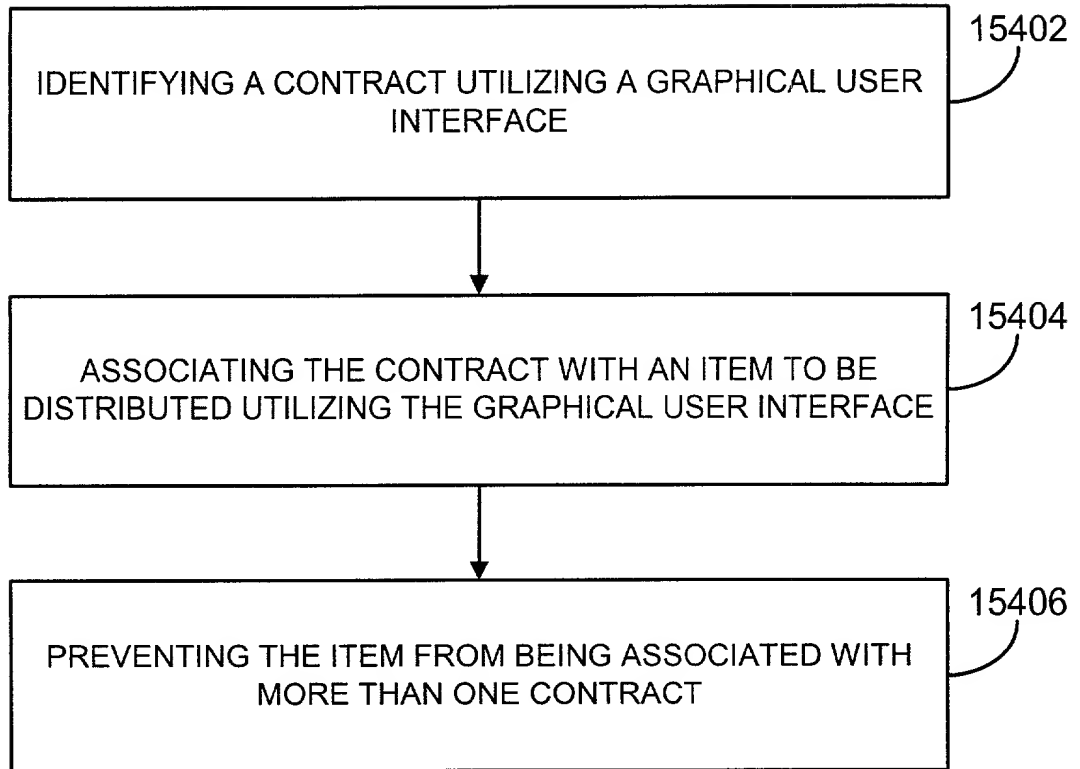 15402
IDENTIFYING A CONTRACT UTILIZING A GRAPHICAL USER
INTERFACE
15404
ASSOCIATING THE CONTRACT WITH AN ITEM TO BE
DISTRIBUTED UTILIZING THE GRAPHICAL USER INTERFACE
15406
PREVENTING THE ITEM FROM BEING ASSOCIATED WITH
MORE THAN ONE CONTRACT